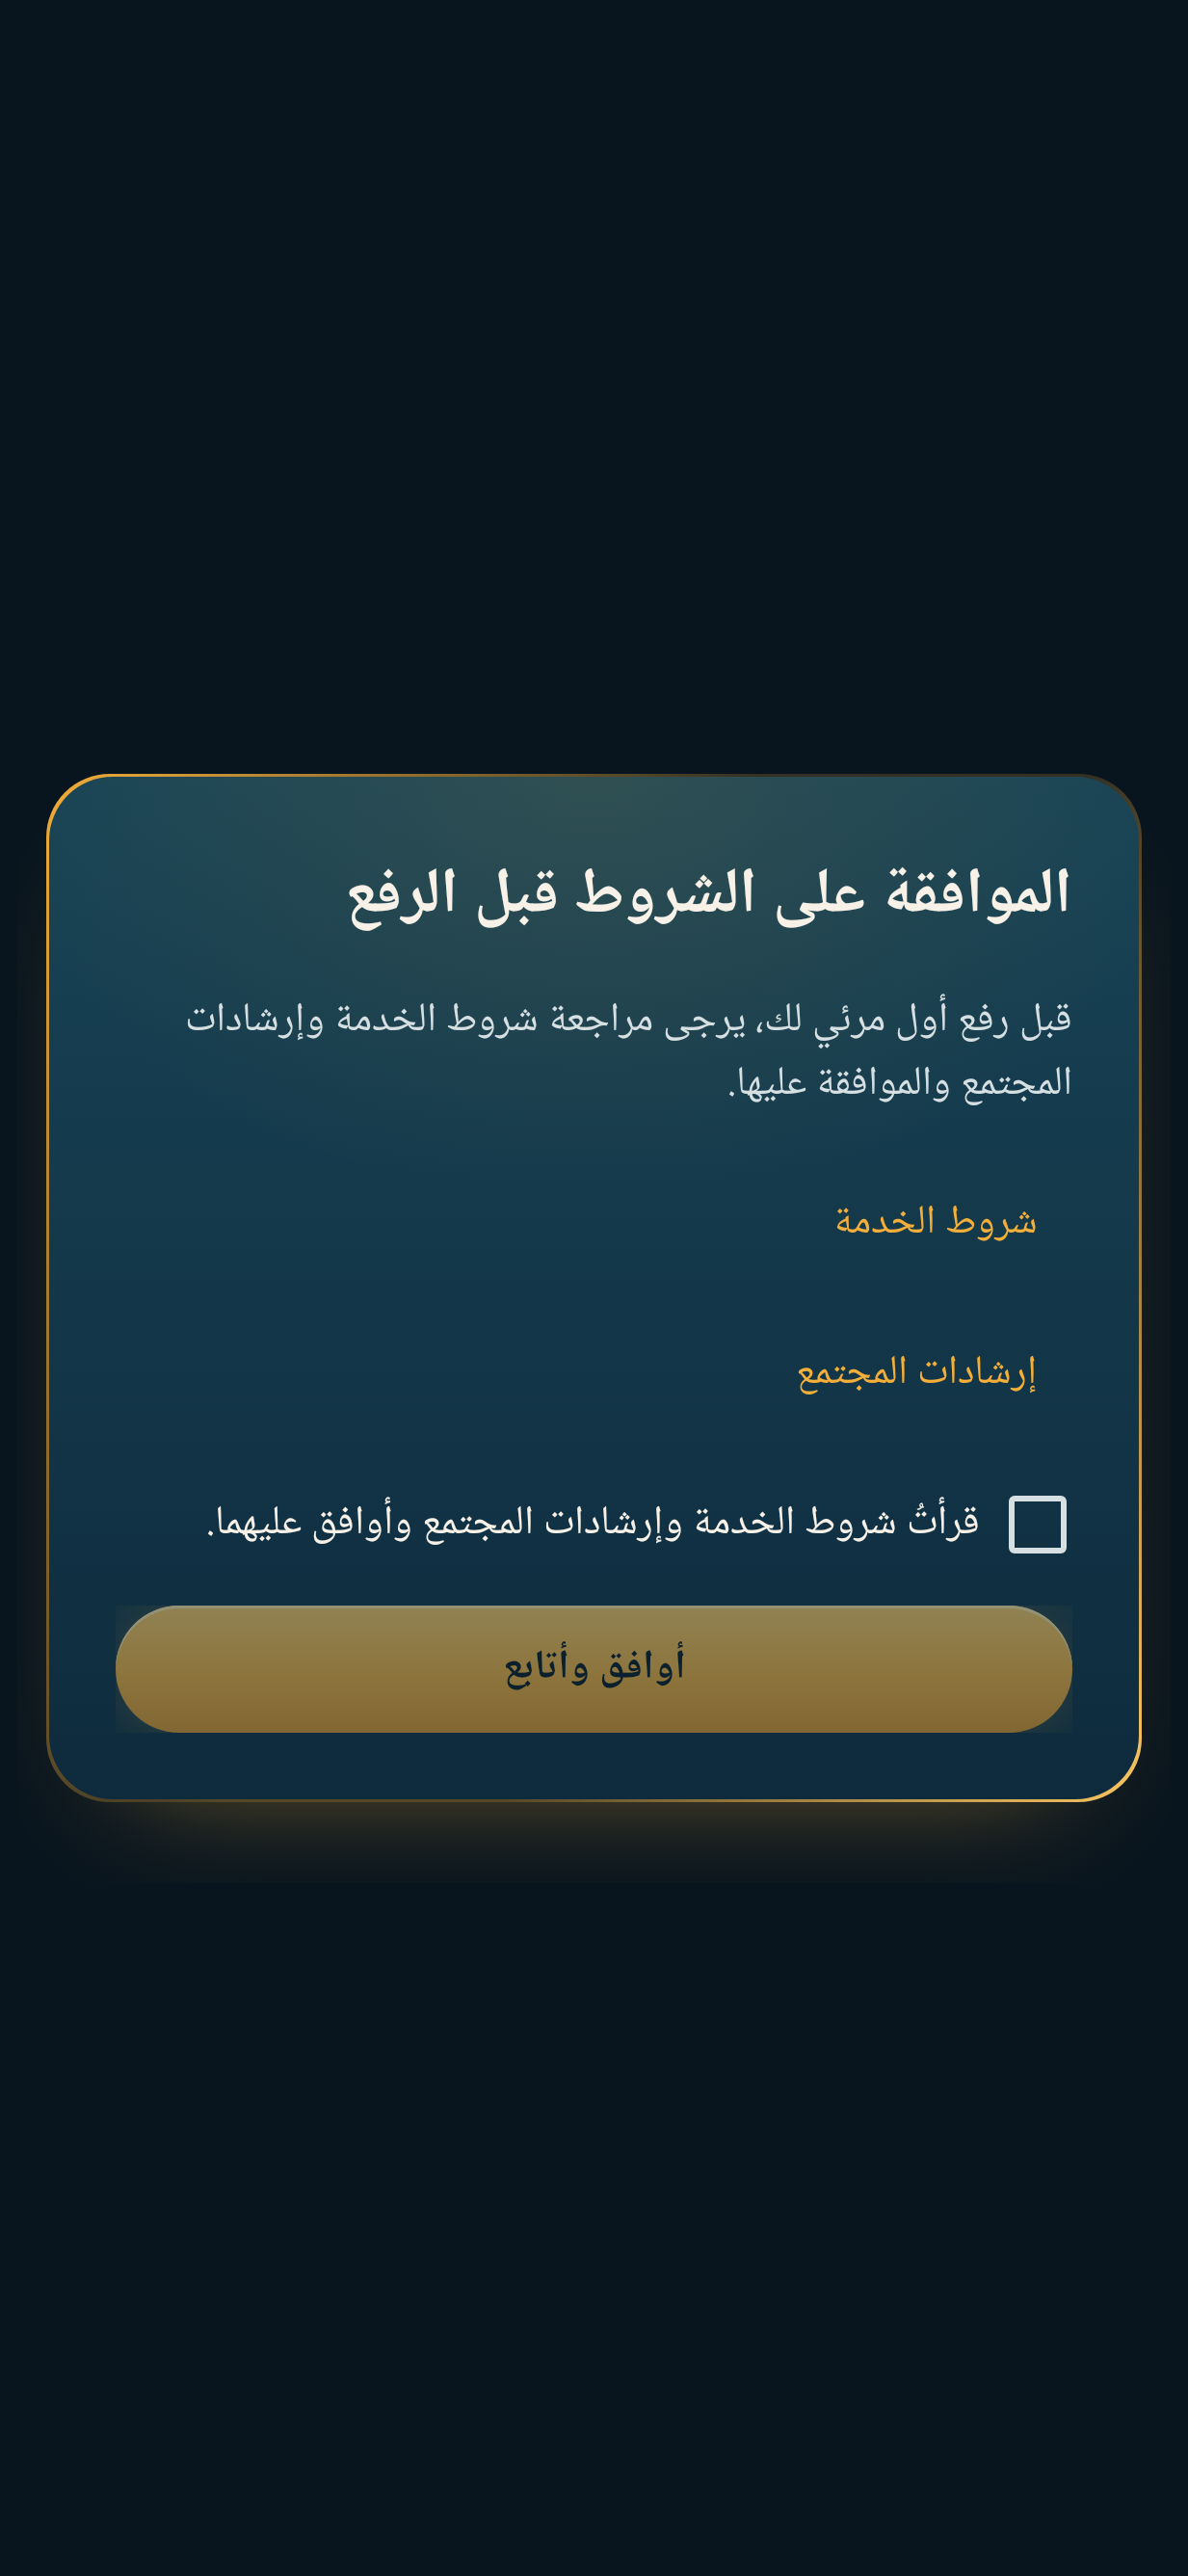 الموافقة على الشروط قبل الرفع
قبل رفع أول مرئي لك، يرجى مراجعة شروط الخدمة وإرشادات
المجتمع والموافقة عليها.
شروط الخدمة
إرشادات المجتمع
قرأتُ شروط الخدمة وإرشادات المجتمع وأوافق عليهما.
أوافق وأتابع